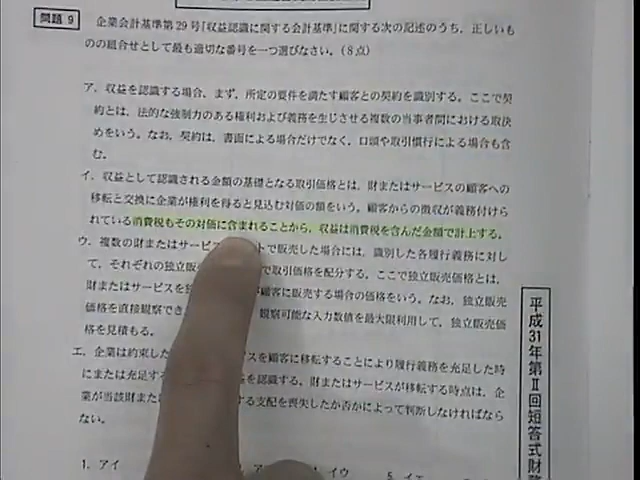 問題 9
企業会計基準第29号「収益認識に関する会計基準」に関する次の記述のうち、正しいも
のの組合せとして最も適切な番号を一つ選びなさい。(8点)
ア. 収益を認識する場合、まず、所定の要件を満たす顧客との契約を識別する。ここで契
約とは、法的な強制力のある権利および義務を生じさせる複数の当事者間における取決
めをいう。なお、契約は、書面による場合だけでなく、口頭や取引慣行による場合も含
む。
イ. 収益として認識される金額の基礎となる取引価格とは、財またはサービスの顧客への
移転と交換に企業が権利を得ると見込む対価の額をいう。顧客からの徴収が義務付けら
れている消費税もその対価に含まれることから、収益は消費税を含んだ金額で計上する。
ウ. 複数の財またはサービス トで販売した場合には、識別した各履行義務に対し
て、それぞれの独立販売 で取引価格を配分する。ここで独立販売価格とは、
財またはサービスを 顧客に販売する場合の価格をいう。なお、独立販売
価格を直接観察でき 観察可能な入力数値を最大限利用して、独立販売価
格を見積もる。
エ. 企業は約束した スを顧客に移転することにより履行義務を充足した時
にまたは充足する を認識する。財またはサービスが移転する時点は、企
業が当該財また する支配を喪失したか否かによって判断しなければなら
ない。
1. アイ イウ 5. イエ
平成31年第Ⅱ回短答式財